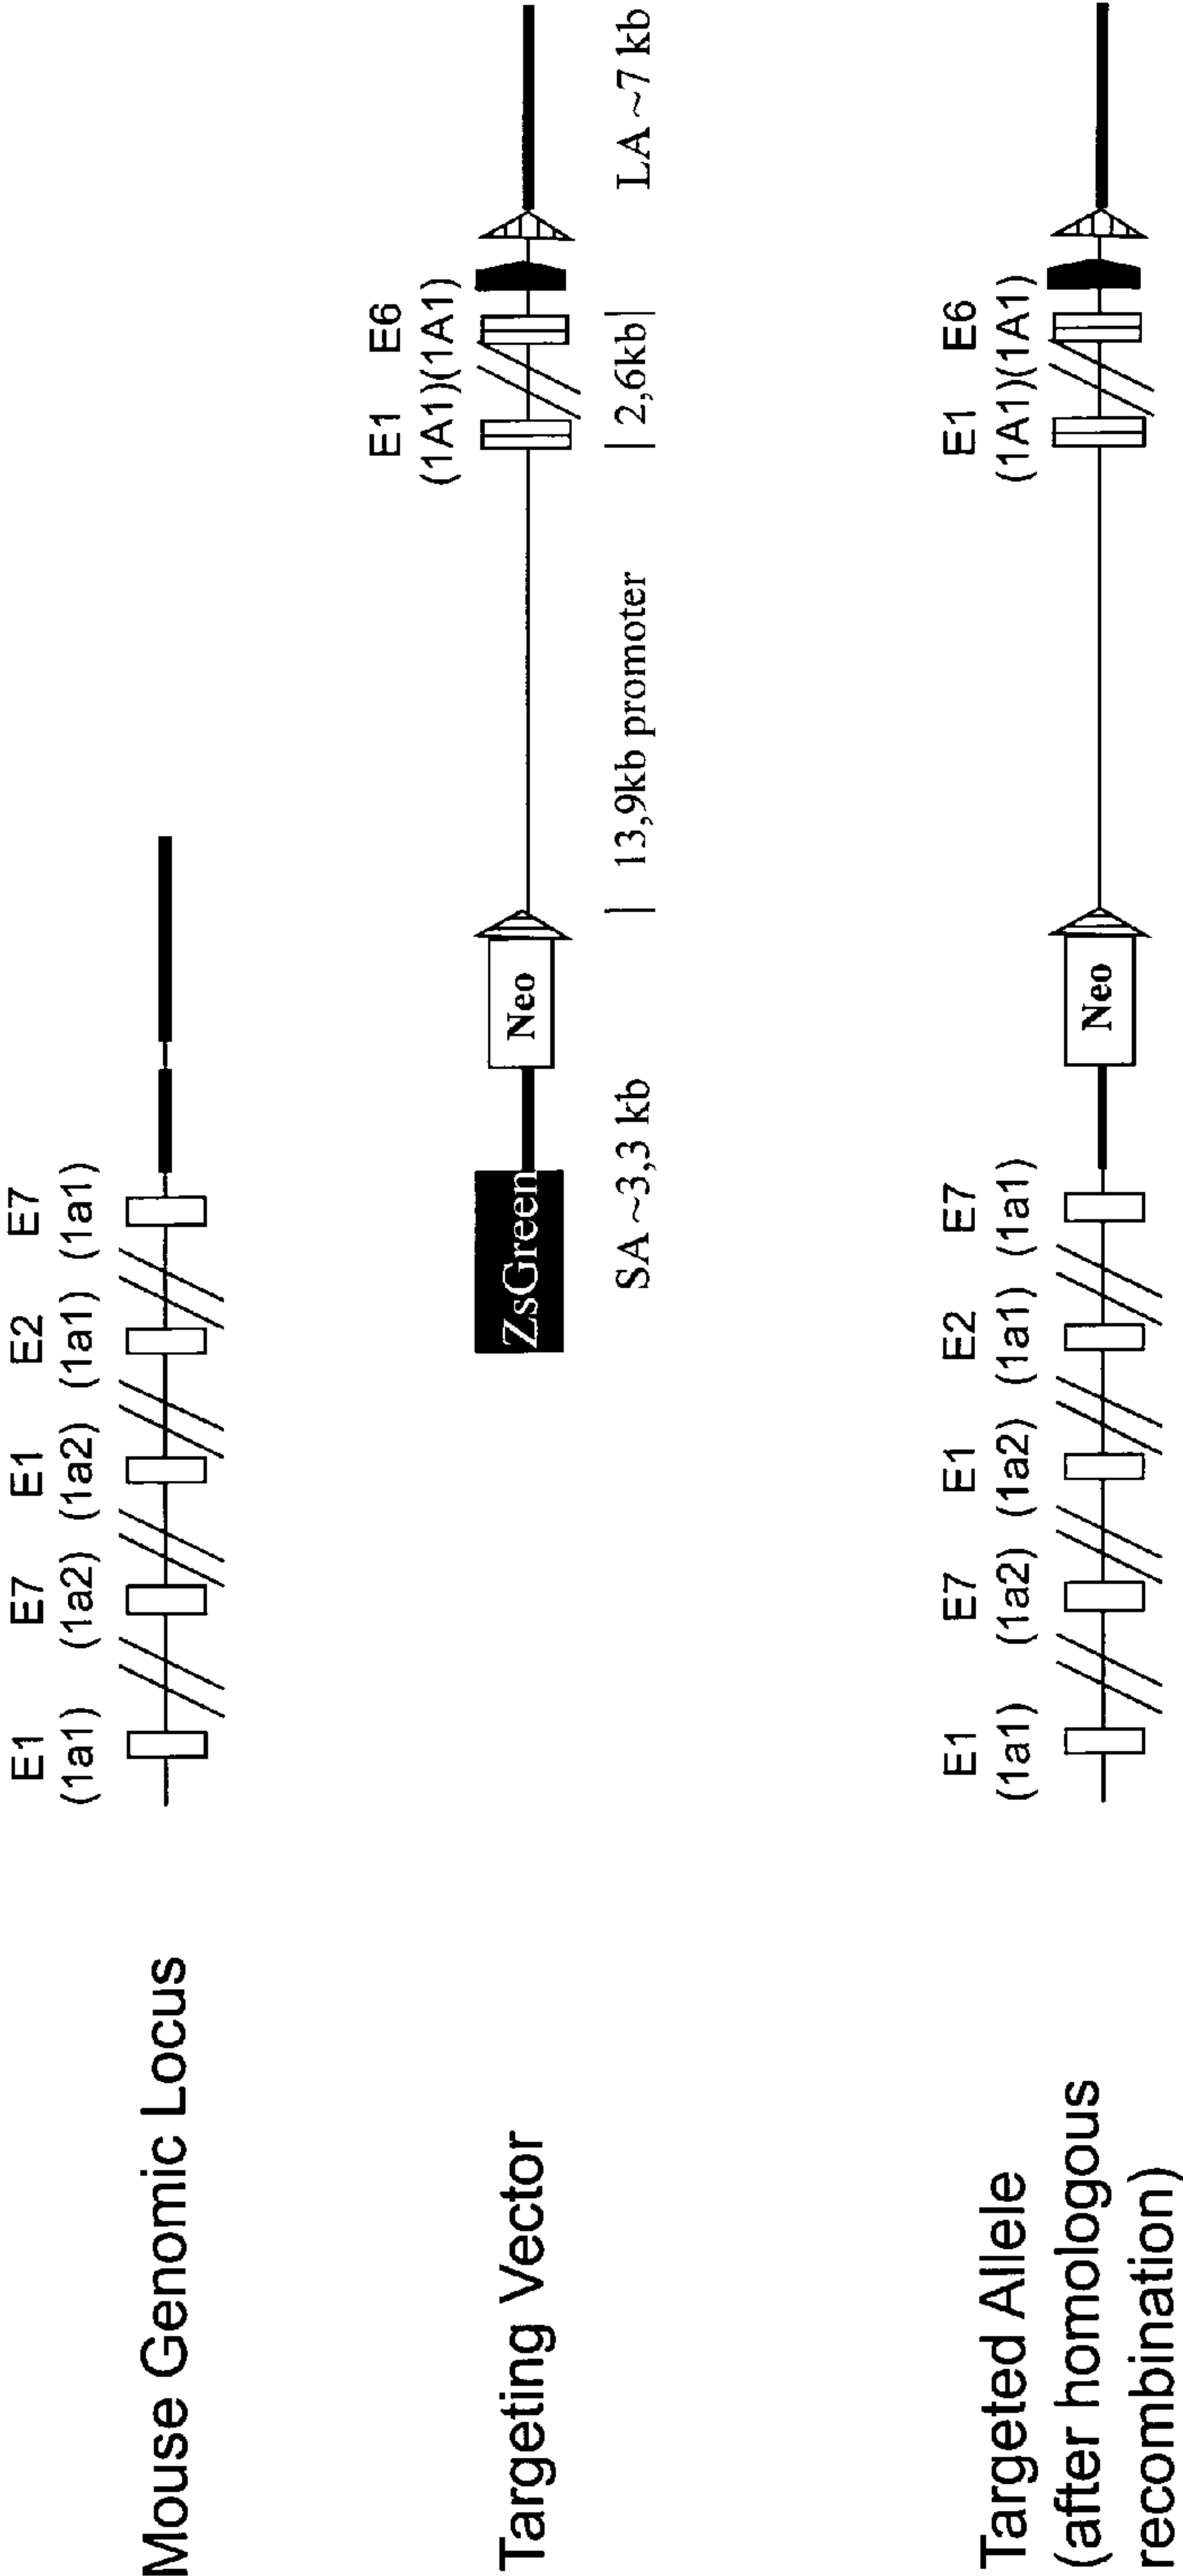 Mouse Genomic Locus
E1 E7 E1 E2 E7
(1a1) (1a2) (1a2) (1a1) (1a1)
Targeting Vector
E1 E6
(1A1)(1A1)
ZsGreen
Neo
SA ~3,3 kb
| 13,9kb promoter
| 2,6kb|
LA ~7 kb
Targeted Allele
(after homologous
recombination)
E1 E7 E1 E2 E7
(1a1) (1a2) (1a2) (1a1) (1a1)
E1 E6
(1A1)(1A1)
Neo